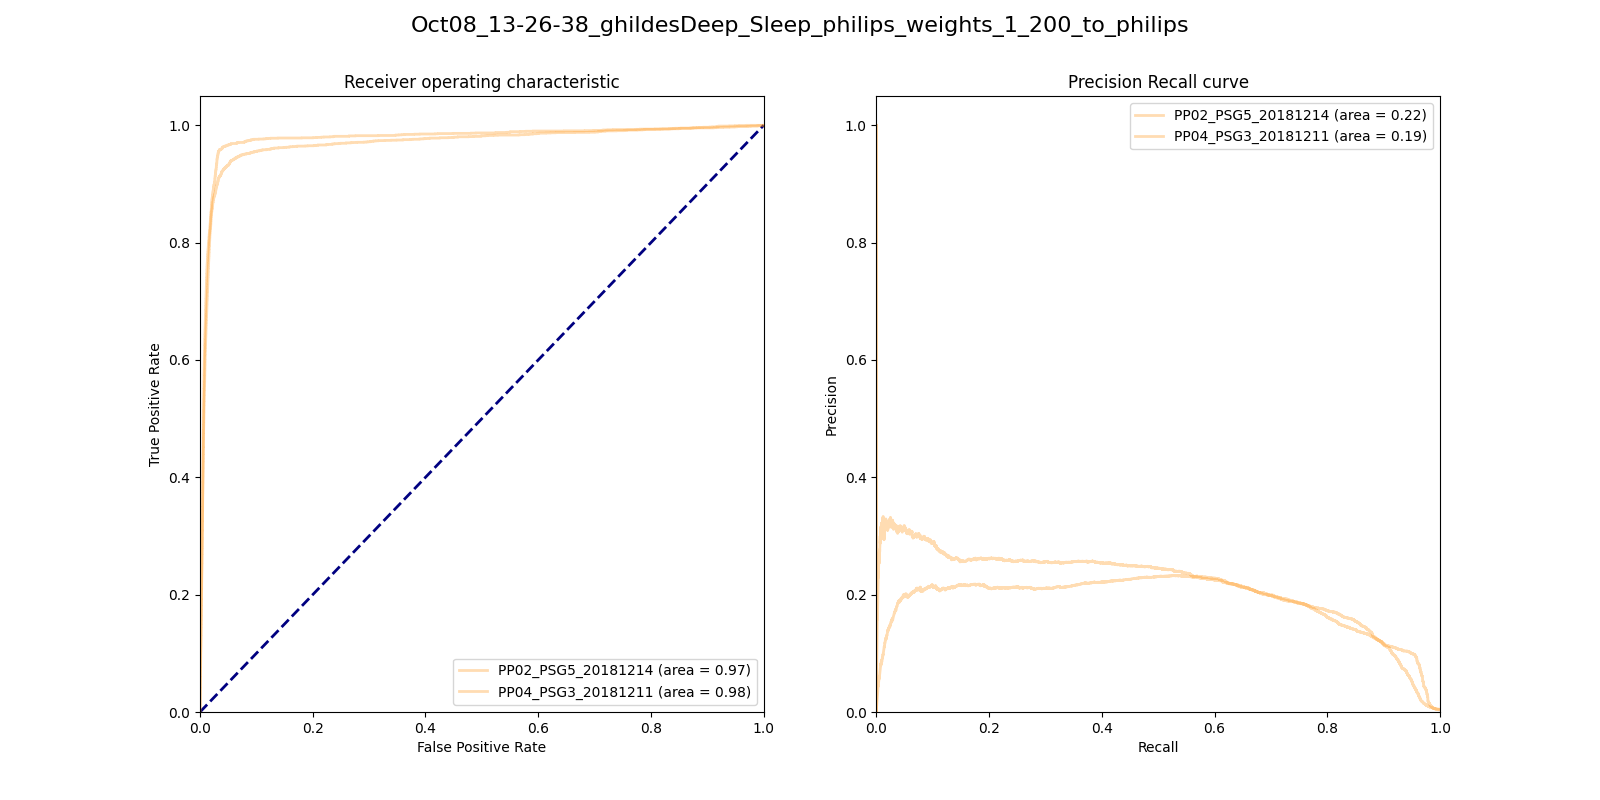 Oct08_13-26-38_ghildesDeep_Sleep_philips_weights_1_200_to_philips
Receiver operating characteristic
True Positive Rate
1.0
0.8
0.6
0.4
0.2
0.0
PP02_PSG5_20181214 (area = 0.97)
PP04_PSG3_20181211 (area = 0.98)
0.0 0.2 0.4 0.6 0.8 1.0
False Positive Rate
Precision Recall curve
Precision
1.0
0.8
0.6
0.4
0.2
0.0
PP02_PSG5_20181214 (area = 0.22)
PP04_PSG3_20181211 (area = 0.19)
0.0 0.2 0.4 0.6 0.8 1.0
Recall